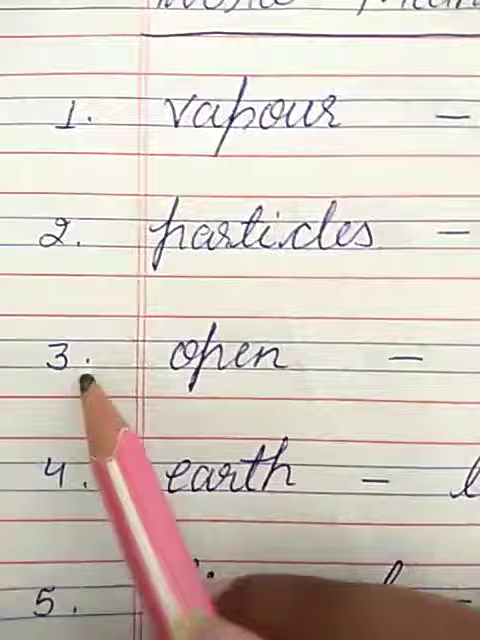 1. vapour –
2. particles –
3. open –
4. earth – l
5.